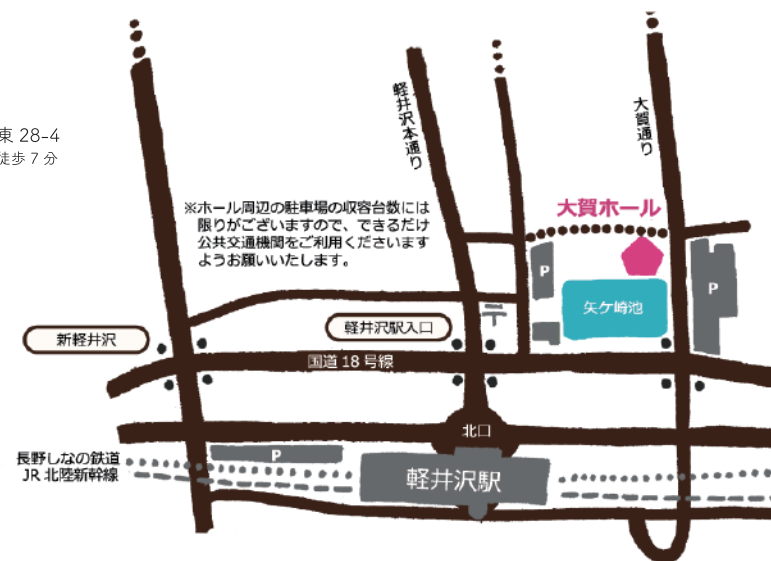 東 28-4
徒歩 7 分
軽井沢本通り
大賀通り
※ホール周辺の駐車場の収容台数には
限りがございますので、できるだけ
公共交通機関をご利用くださいます
ようお願いいたします。
大賀ホール
P
P
矢ケ崎池
新軽井沢
軽井沢駅入口
〒
国道 18 号線
北口
長野しなの鉄道
JR 北陸新幹線
P
軽井沢駅